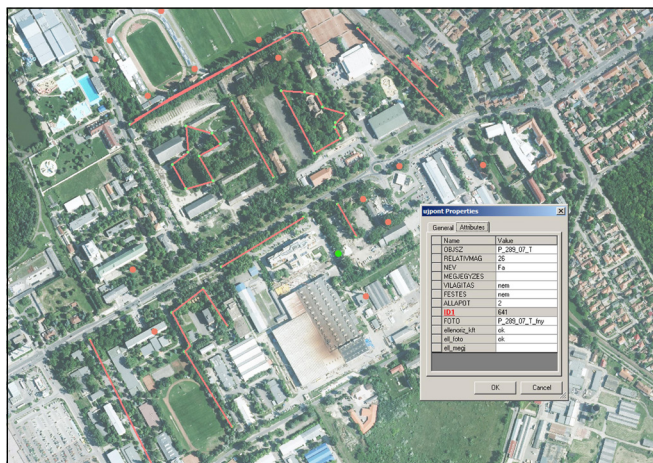 ujpont Properties
General Attributes
Name Value
OBJSZ P_289_07_T
RELATIVMAG 26
NEV Fa
MEGJEGYZES
VILAGITAS nem
FESTES nem
ALLAPOT 2
ID1 641
FOTO P_289_07_T_lny
ellenoriz_kft ok
ell_foto ok
ell_megj
OK Cancel